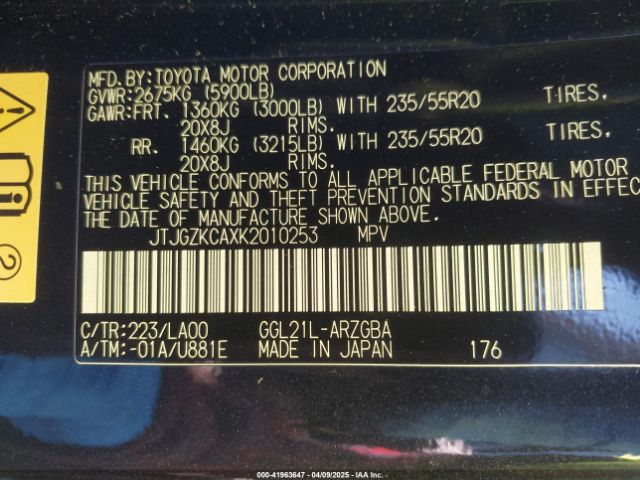 MFD.BY:TOYOTA MOTOR CORPORATION
GVWR:2675KG (5900LB)
GAWR:FRT. 1360KG (3000LB) WITH 235/55R20 TIRES.
20X8J RIMS.
RR. 1460KG (3215LB) WITH 235/55R20 TIRES.
20X8J RIMS.
THIS VEHICLE CONFORMS TO ALL APPLICABLE FEDERAL MOTOR
VEHICLE SAFETY AND THEFT PREVENTION STANDARDS IN EFFEC
THE DATE OF MANUFACTURE SHOWN ABOVE.
JTJGZKCAXK2010253 MPV
C/TR:223/LA00 GGL21L-ARZGBA
A/TM:-01A/U881E MADE IN JAPAN 176
2
000-41963647 - 04/09/2025 - IAA Inc.